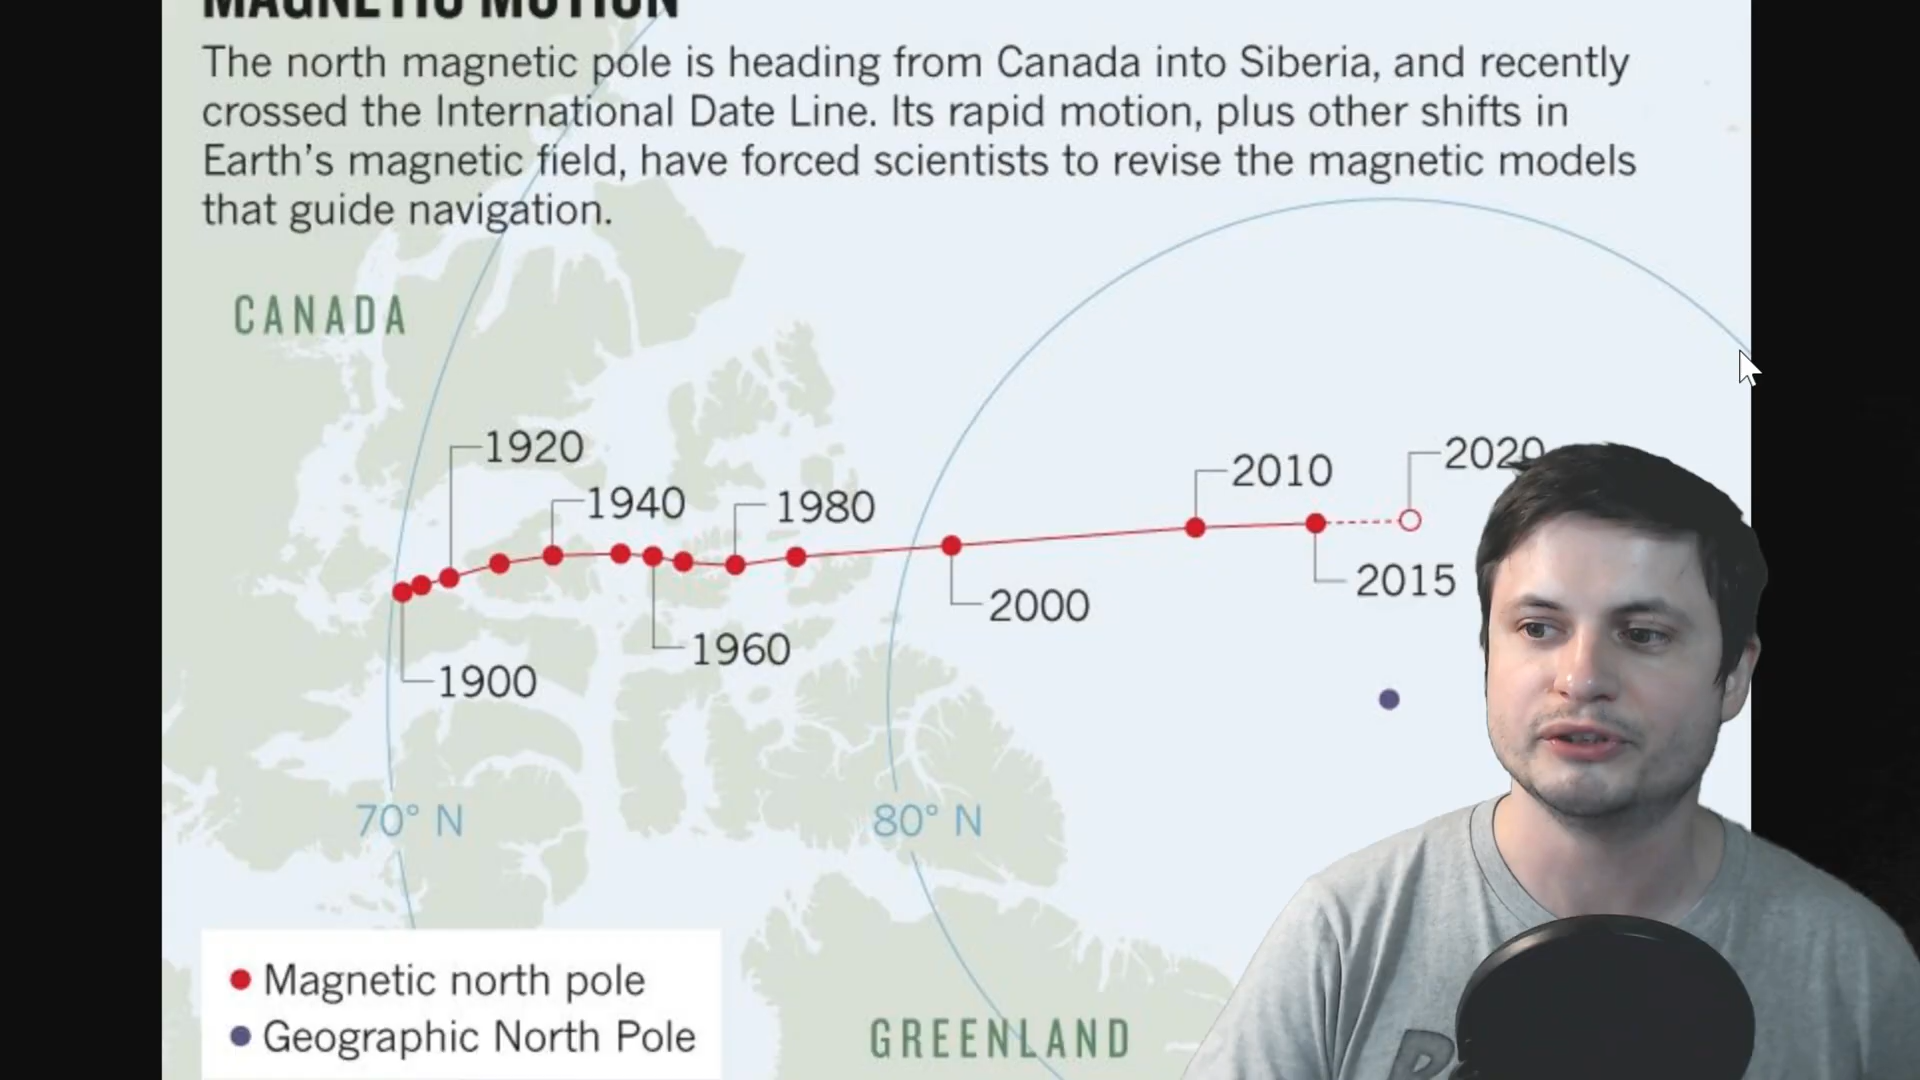 MAGNETIC MOTION
The north magnetic pole is heading from Canada into Siberia, and recently
crossed the International Date Line. Its rapid motion, plus other shifts in
Earth's magnetic field, have forced scientists to revise the magnetic models
that guide navigation.
CANADA
1920
1940
1980
2010
2020
2000
2015
1960
1900
70° N
80° N
Magnetic north pole
Geographic North Pole
GREENLAND